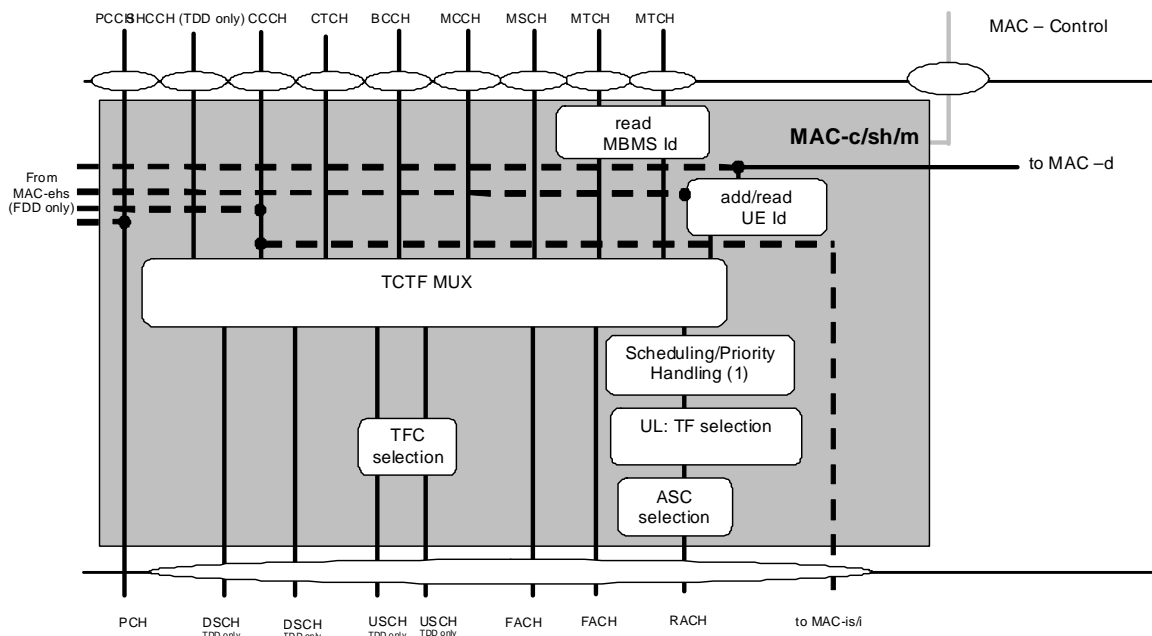 PCCH SHCCH (TDD only) CCCH CTCH BCCH MCCH MSCH MTCH MTCH
MAC – Control
read
MBMS Id
MAC-c/sh/m
From
MAC-ehs
(FDD only)
to MAC –d
add/read
UE Id
TCTF MUX
Scheduling/Priority
Handling (1)
TFC
selection
UL: TF selection
ASC
selection
PCH
DSCH
TDD only
DSCH
TDD only
USCH
TDD only
USCH
TDD only
FACH
FACH
RACH
to MAC-is/i